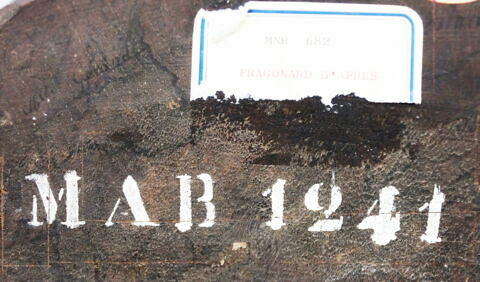 MNR 682
FRAGONARD D'APRES
MAB 1241